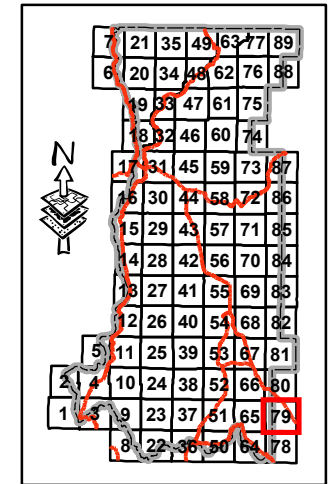 7 21 35 49 63 77 89
6 20 34 48 62 76 88
19 33 47 61 75
18 32 46 60 74
N
17 31 45 59 73 87
16 30 44 58 72 86
15 29 43 57 71 85
14 28 42 56 70 84
13 27 41 55 69 83
12 26 40 54 68 82
5 11 25 39 53 67 81
2 4 10 24 38 52 66 80
1 3 9 23 37 51 65 79
8 22 36 50 64 78